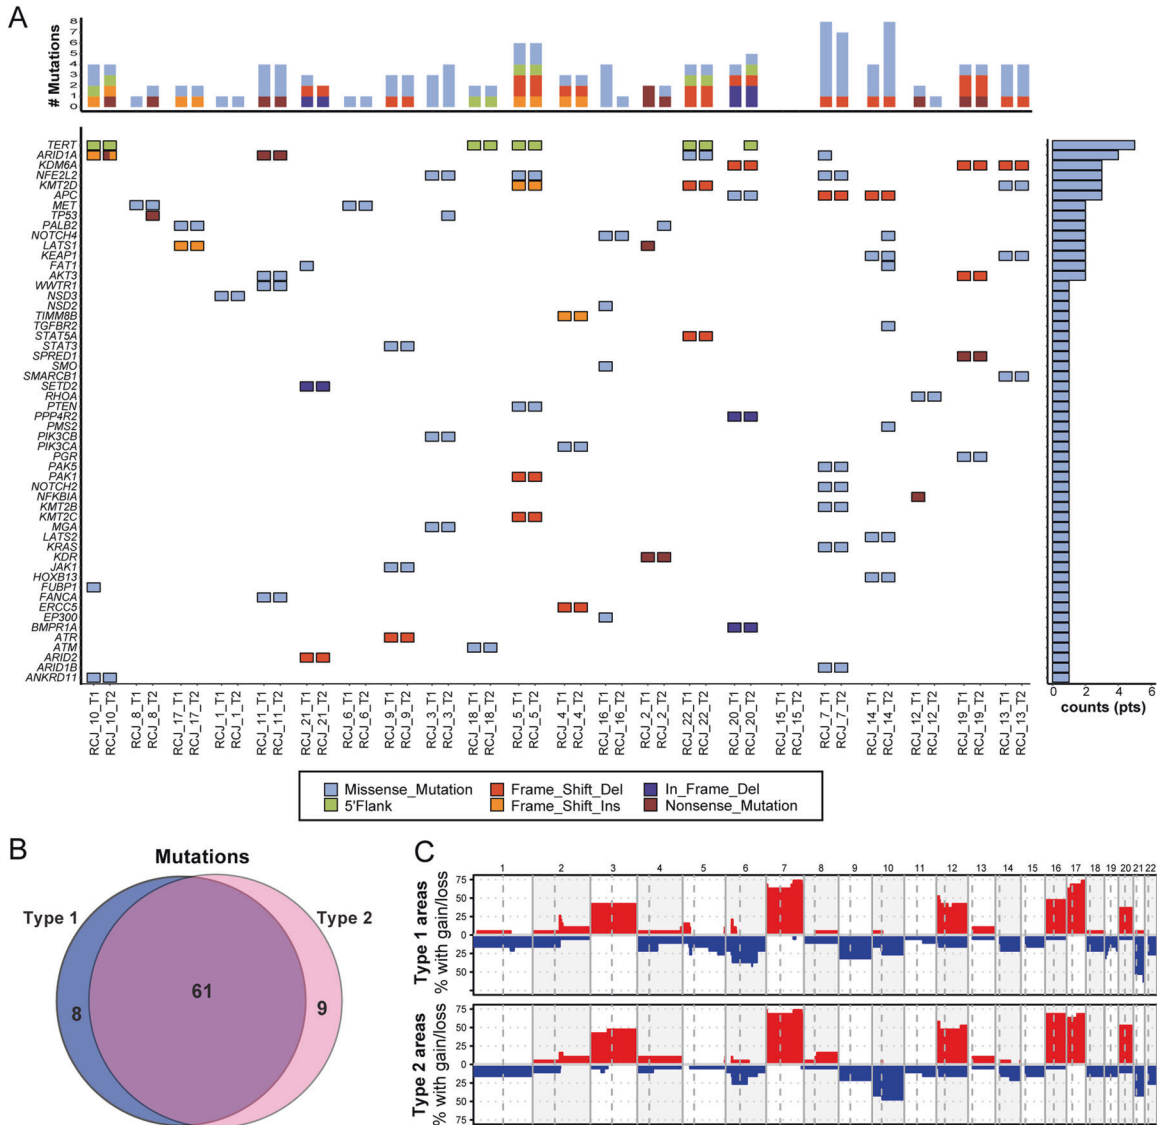 A
# Mutations
8
7
6
5
4
3
2
1
0
TERT
ARID1A
KDM6A
NFE2L2
KMT2D
APC
MET
TP53
PALB2
NOTCH4
LATS1
KEAP1
FAT1
AKT3
WWTR1
NSD3
NSD2
TIMM8B
TGFBR2
STAT5A
STAT3
SPRED1
SMO
SMARCB1
SETD2
RHOA
PTEN
PPP4R2
PMS2
PIK3CB
PIK3CA
PGR
PAK5
PAK1
NOTCH2
NFKBIA
KMT2B
KMT2C
MGA
LATS2
KRAS
KDR
JAK1
HOXB13
FUBP1
FANCA
ERCC5
EP300
BMPR1A
ATR
ATM
ARID2
ARID1B
ANKRD11
RCJ_10_T1
RCJ_10_T2
RCJ_8_T1
RCJ_8_T2
RCJ_17_T1
RCJ_17_T2
RCJ_1_T1
RCJ_1_T2
RCJ_11_T1
RCJ_11_T2
RCJ_21_T1
RCJ_21_T2
RCJ_6_T1
RCJ_6_T2
RCJ_9_T1
RCJ_9_T2
RCJ_3_T1
RCJ_3_T2
RCJ_18_T1
RCJ_18_T2
RCJ_5_T1
RCJ_5_T2
RCJ_4_T1
RCJ_4_T2
RCJ_16_T1
RCJ_16_T2
RCJ_2_T1
RCJ_2_T2
RCJ_22_T1
RCJ_22_T2
RCJ_20_T1
RCJ_20_T2
RCJ_15_T1
RCJ_15_T2
RCJ_7_T1
RCJ_7_T2
RCJ_14_T1
RCJ_14_T2
RCJ_12_T1
RCJ_12_T2
RCJ_19_T1
RCJ_19_T2
RCJ_13_T1
RCJ_13_T2
0 2 4 6
counts (pts)
Missense_Mutation Frame_Shift_Del In_Frame_Del
5'Flank Frame_Shift_Ins Nonsense_Mutation
B
Mutations
Type 1
Type 2
8
61
9
C
1 2 3 4 5 6 7 8 9 10 11 12 13 14 15 16 17 18 19 20 21 22
Type 1 areas
% with gain/loss
75
50
25
0
25
50
Type 2 areas
% with gain/loss
75
50
25
0
25
50
75